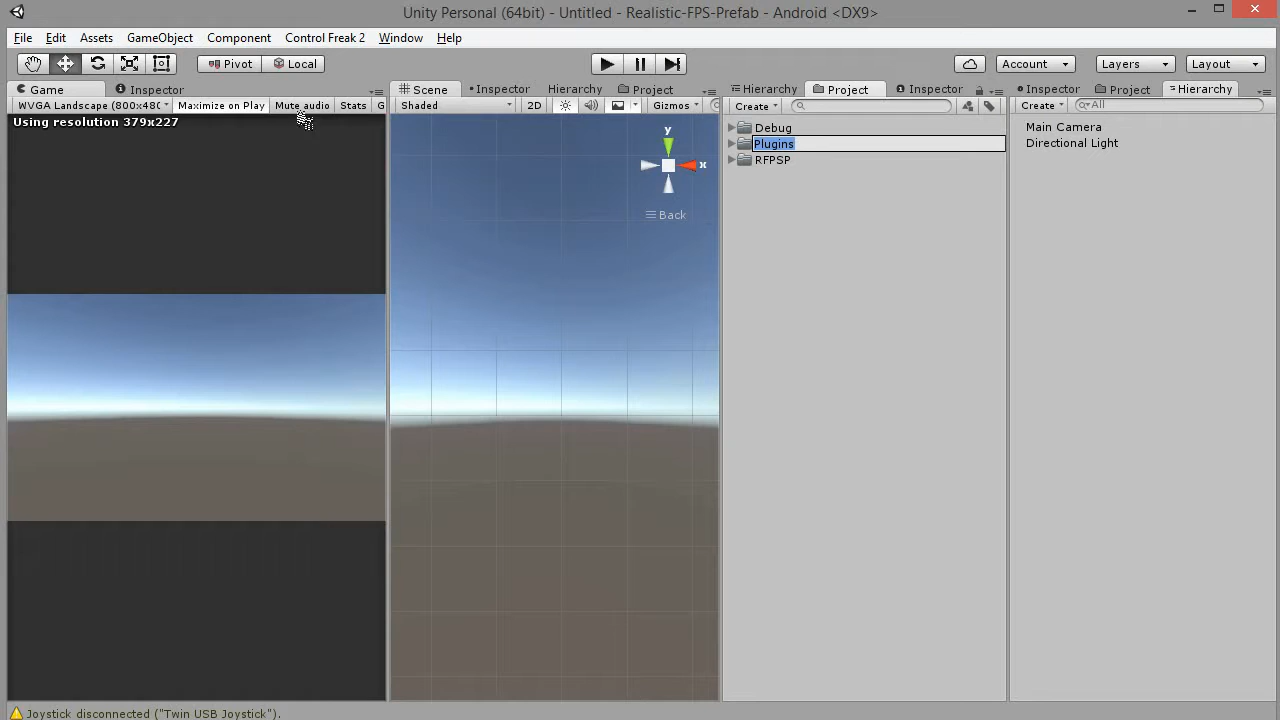 Unity Personal (64bit) - Untitled - Realistic-FPS-Prefab - Android <DX9>
File Edit Assets GameObject Component Control Freak 2 Window Help
Pivot Local Account Layers Layout
Game Inspector Scene Inspector Hierarchy Project Hierarchy Project Inspector Inspector Project Hierarchy
WVGA Landscape (800x480 Maximize on Play Mute audio Stats G Shaded 2D Gizmos Create Create All
Using resolution 379x227
Debug
Plugins
RFPSP
Main Camera
Directional Light
y
x
Back
Joystick disconnected ("Twin USB Joystick").